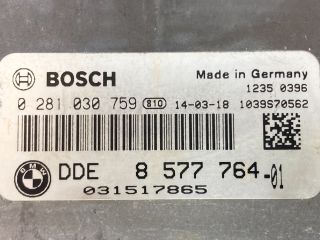 BOSCH Made in Germany
1235 0396
0 281 030 759 810 14-03-18 1039S70562
BMW DDE 8 577 764-01
031517865